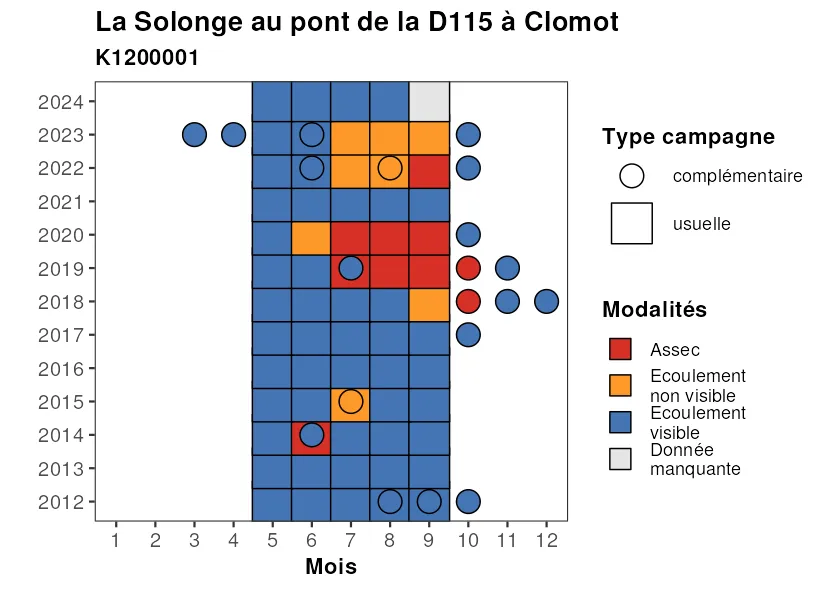 La Solonge au pont de la D115 à Clomot
K1200001
2024
2023
2022
2021
2020
2019
2018
2017
2016
2015
2014
2013
2012
1 2 3 4 5 6 7 8 9 10 11 12
Mois
Type campagne
complémentaire
usuelle
Modalités
Assec
Ecoulement
non visible
Ecoulement
visible
Donnée
manquante